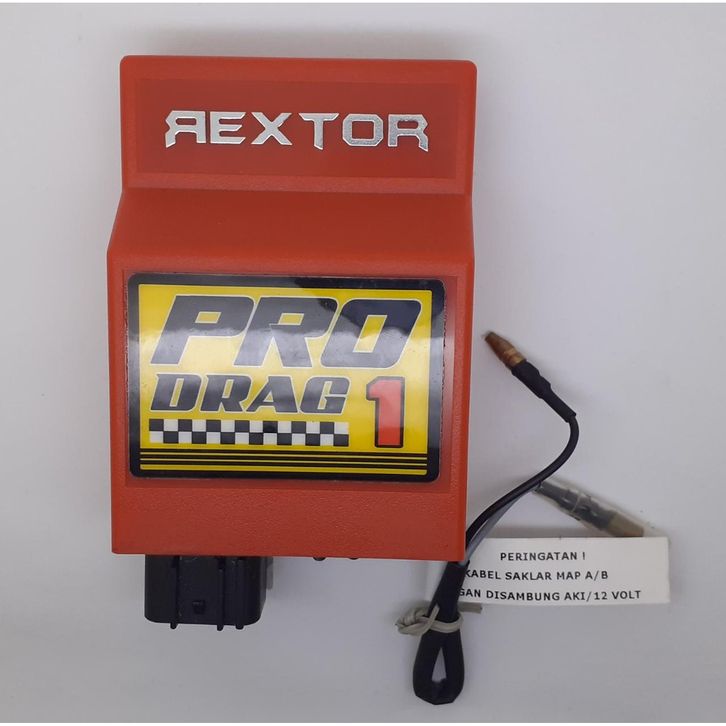 REXTOR
PRO
DRAG 1
PERINGATAN !
KABEL SAKLAR MAP A/B
GAN DISAMBUNG AKI/12 VOLT